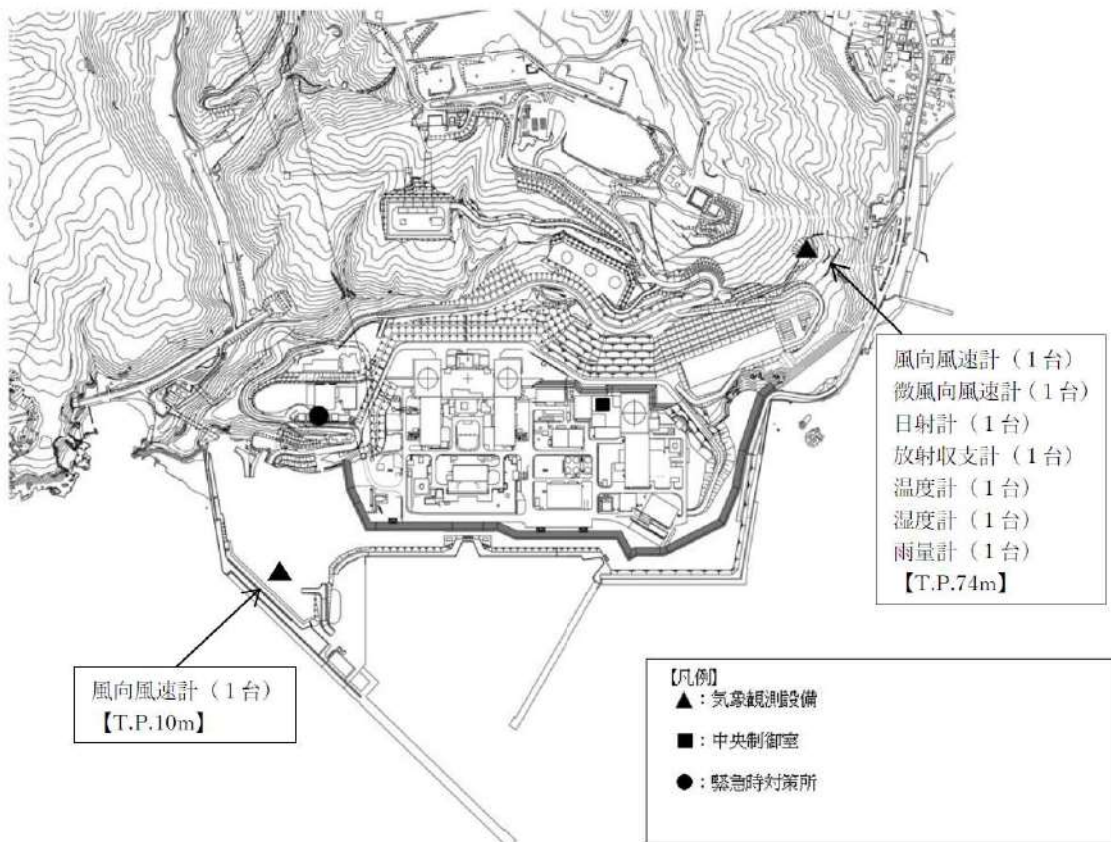 風向風速計（1台）
微風向風速計（1台）
日射計（1台）
放射収支計（1台）
温度計（1台）
湿度計（1台）
雨量計（1台）
【T.P.74m】
風向風速計（1台）
【T.P.10m】
【凡例】
▲：気象観測設備
■：中央制御室
●：緊急時対策所